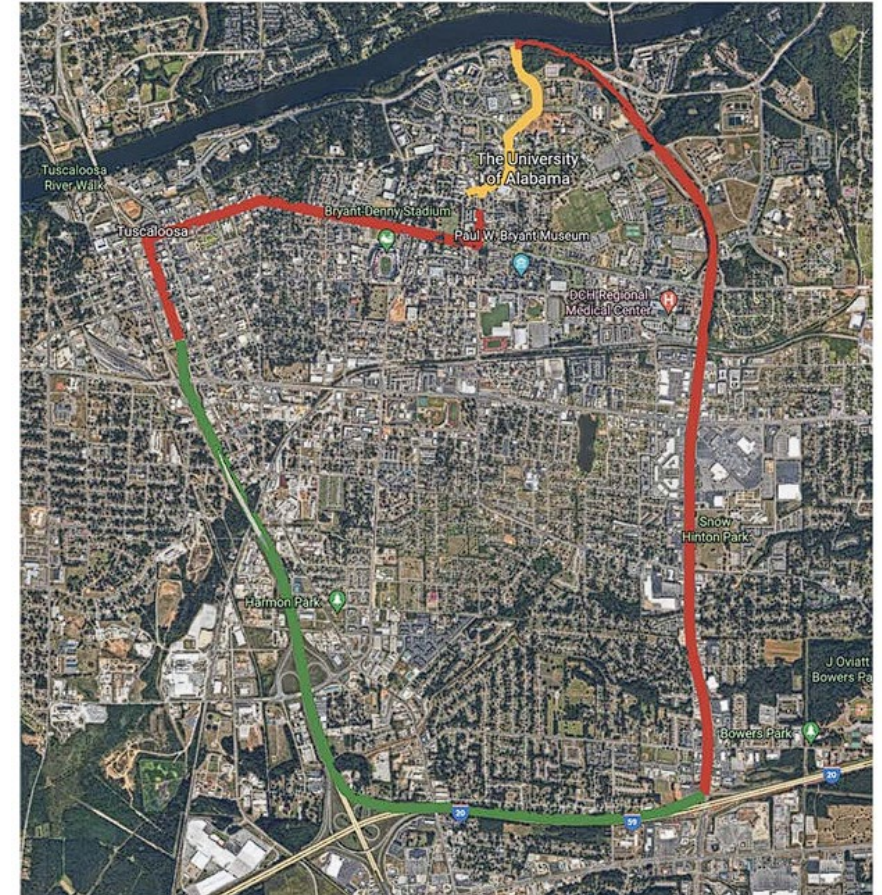 The University
of Alabama
Tuscaloosa
River Walk
Bryant-Denny Stadium
Tuscaloosa
Paul W. Bryant Museum
DCH Regional
Medical Center
H
Snow
Hinton Park
Harmon Park
J Oviatt
Bowers Pa
Bowers Park
20
20
59